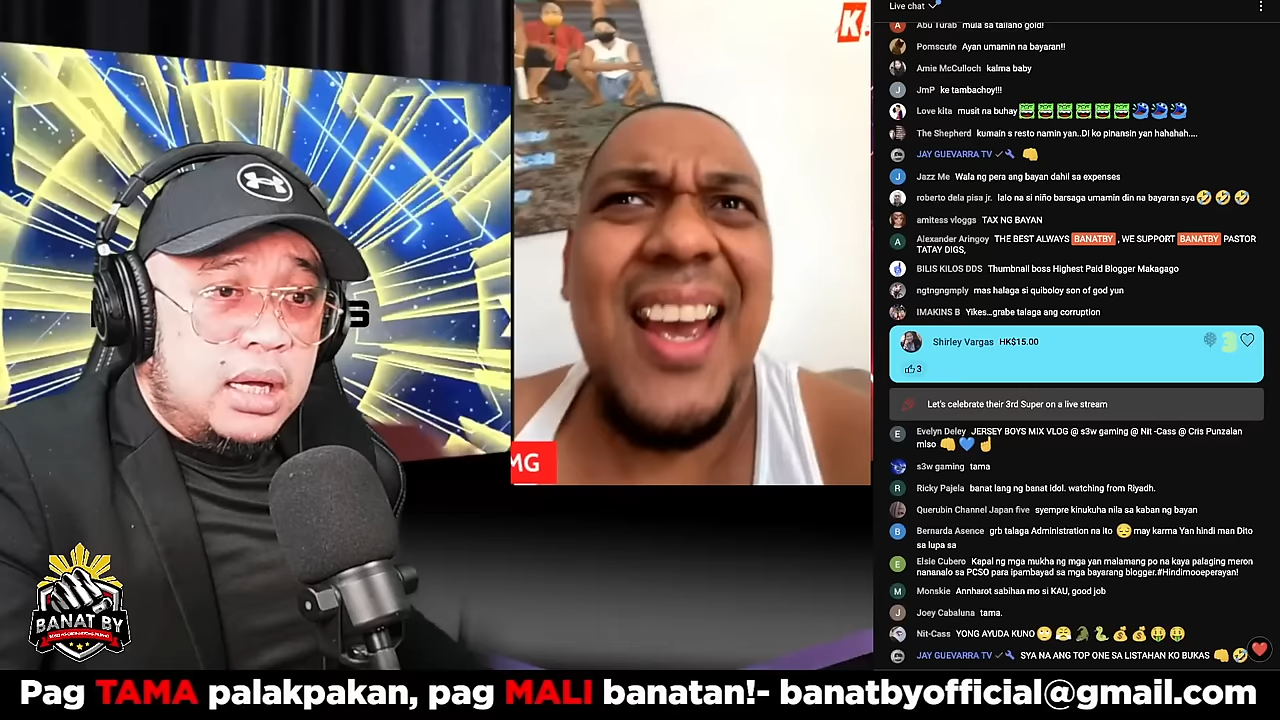 K.
S
MG
BANAT BY
Live chat
Abu Turab mula sa tallano gold!
Pomscute Ayan umamin na bayaran!!
Amie McCulloch kalma baby
J JmP ke tambachoy!!!
Love kita musit na buhay
The Shepherd kumain s resto namin yan..DI ko pinansin yan hahahah....
JAY GUEVARRA TV
J Jazz Me Wala ng pera ang bayan dahil sa expenses
roberto dela pisa jr. lalo na si niño barsaga umamin din na bayaran sya
amitess vloggs TAX NG BAYAN
A Alexander Aringoy THE BEST ALWAYS BANATBY , WE SUPPORT BANATBY PASTOR
TATAY DIGS,
BILIS KILOS DDS Thumbnail boss Highest Paid Blogger Makagago
ngtngngmply mas halaga si quiboloy son of god yun
IMAKINS B Yikes...grabe talaga ang corruption
Shirley Vargas HK$15.00
3
3
Let's celebrate their 3rd Super on a live stream
E Evelyn Deley JERSEY BOYS MIX VLOG @ s3w gaming @ Nit -Cass @ Cris Punzalan
miso
s3w gaming tama
R Ricky Pajela banat lang ng banat idol. watching from Riyadh.
Querubin Channel Japan five syempre kinukuha nila sa kaban ng bayan
B Bernarda Asence grb talaga Administration na ito may karma Yan hindi man Dito
sa lupa sa
E Elsie Cubero Kapal ng mga mukha ng mga yan malamang po na kaya palaging meron
nananalo sa PCSO para ipambayad sa mga bayarang blogger.#Hindimooeperayan!
M Monskie Annharot sabihan mo si KAU, good job
J Joey Cabaluna tama.
Nit-Cass YONG AYUDA KUNO
JAY GUEVARRA TV SYA NA ANG TOP ONE SA LISTAHAN KO BUKAS
Pag TAMA palakpakan, pag MALI banatan!- banatbyofficial@gmail.com